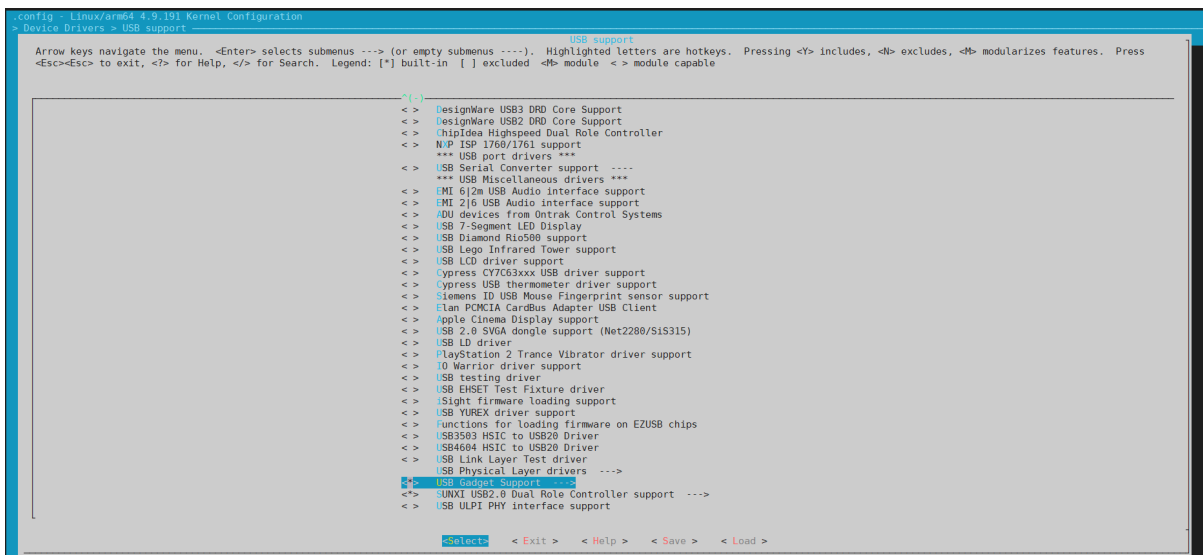 .config - Linux/arm64 4.9.191 Kernel Configuration
> Device Drivers > USB support
USB support
Arrow keys navigate the menu. <Enter> selects submenus ---> (or empty submenus ----). Highlighted letters are hotkeys. Pressing <Y> includes, <N> excludes, <M> modularizes features. Press
<Esc><Esc> to exit, <?> for Help, </> for Search. Legend: [*] built-in [ ] excluded <M> module < > module capable
^(-)
< > DesignWare USB3 DRD Core Support
< > DesignWare USB2 DRD Core Support
< > ChipIdea Highspeed Dual Role Controller
< > NXP ISP 1760/1761 support
*** USB port drivers ***
< > USB Serial Converter support ----
*** USB Miscellaneous drivers ***
< > EMI 6|2m USB Audio interface support
< > EMI 2|6 USB Audio interface support
< > ADU devices from Ontrak Control Systems
< > USB 7-Segment LED Display
< > USB Diamond Rio500 support
< > USB Lego Infrared Tower support
< > USB LCD driver support
< > Cypress CY7C63xxx USB driver support
< > Cypress USB thermometer driver support
< > Siemens ID USB Mouse Fingerprint sensor support
< > Elan PCMCIA CardBus Adapter USB Client
< > Apple Cinema Display support
< > USB 2.0 SVGA dongle support (Net2280/SiS315)
< > USB LD driver
< > PlayStation 2 Trance Vibrator driver support
< > IO Warrior driver support
< > USB testing driver
< > USB EHSET Test Fixture driver
< > iSight firmware loading support
< > USB YUREX driver support
< > Functions for loading firmware on EZUSB chips
< > USB3503 HSIC to USB20 Driver
< > USB4604 HSIC to USB20 Driver
< > USB Link Layer Test driver
USB Physical Layer drivers --->
<*> USB Gadget Support --->
<*> SUNXI USB2.0 Dual Role Controller support --->
< > USB ULPI PHY interface support
<Select> < Exit > < Help > < Save > < Load >